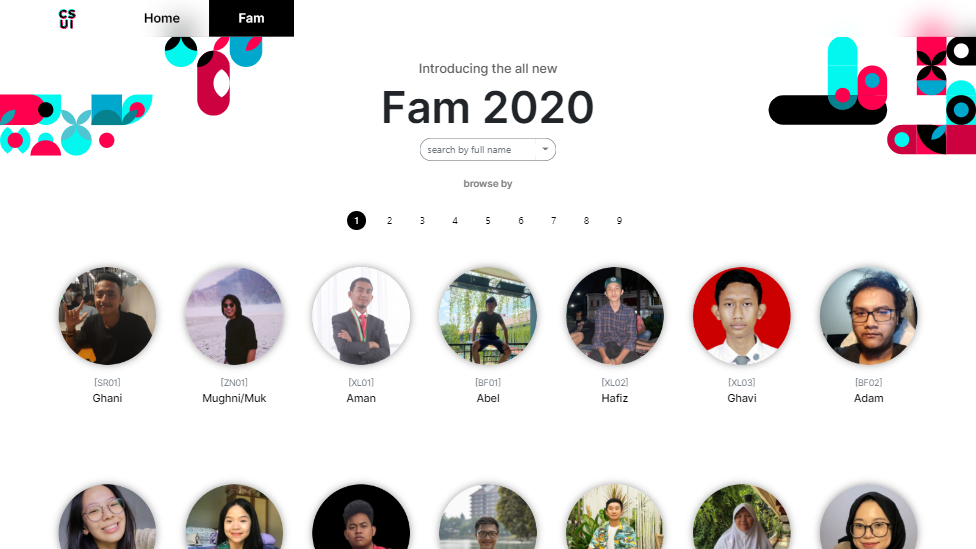 CS
UI
Home
Fam
Introducing the all new
Fam 2020
search by full name
browse by
1 2 3 4 5 6 7 8 9
[SR01] [ZN01] [XL01] [BF01] [XL02] [XL03] [BF02]
Ghani Mughni/Muk Aman Abel Hafiz Ghavi Adam